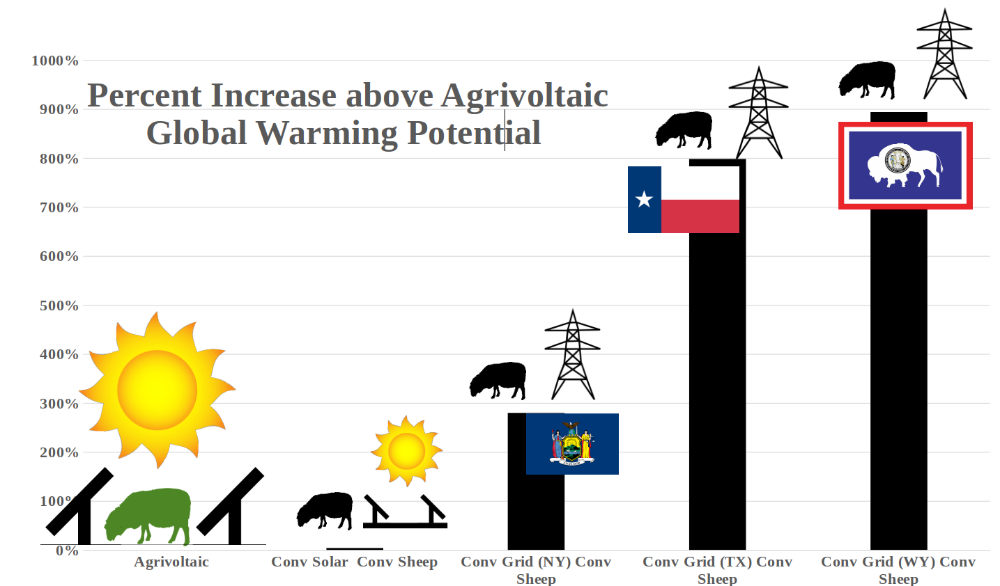 1000%
Percent Increase above Agrivoltaic
900%
Global Warming Potential
800%
700%
600%
500%
400%
300%
200%
100%
0%
Agrivoltaic
Conv Solar Conv Sheep
Conv Grid (NY) Conv
Sheep
Conv Grid (TX) Conv
Sheep
Conv Grid (WY) Conv
Sheep